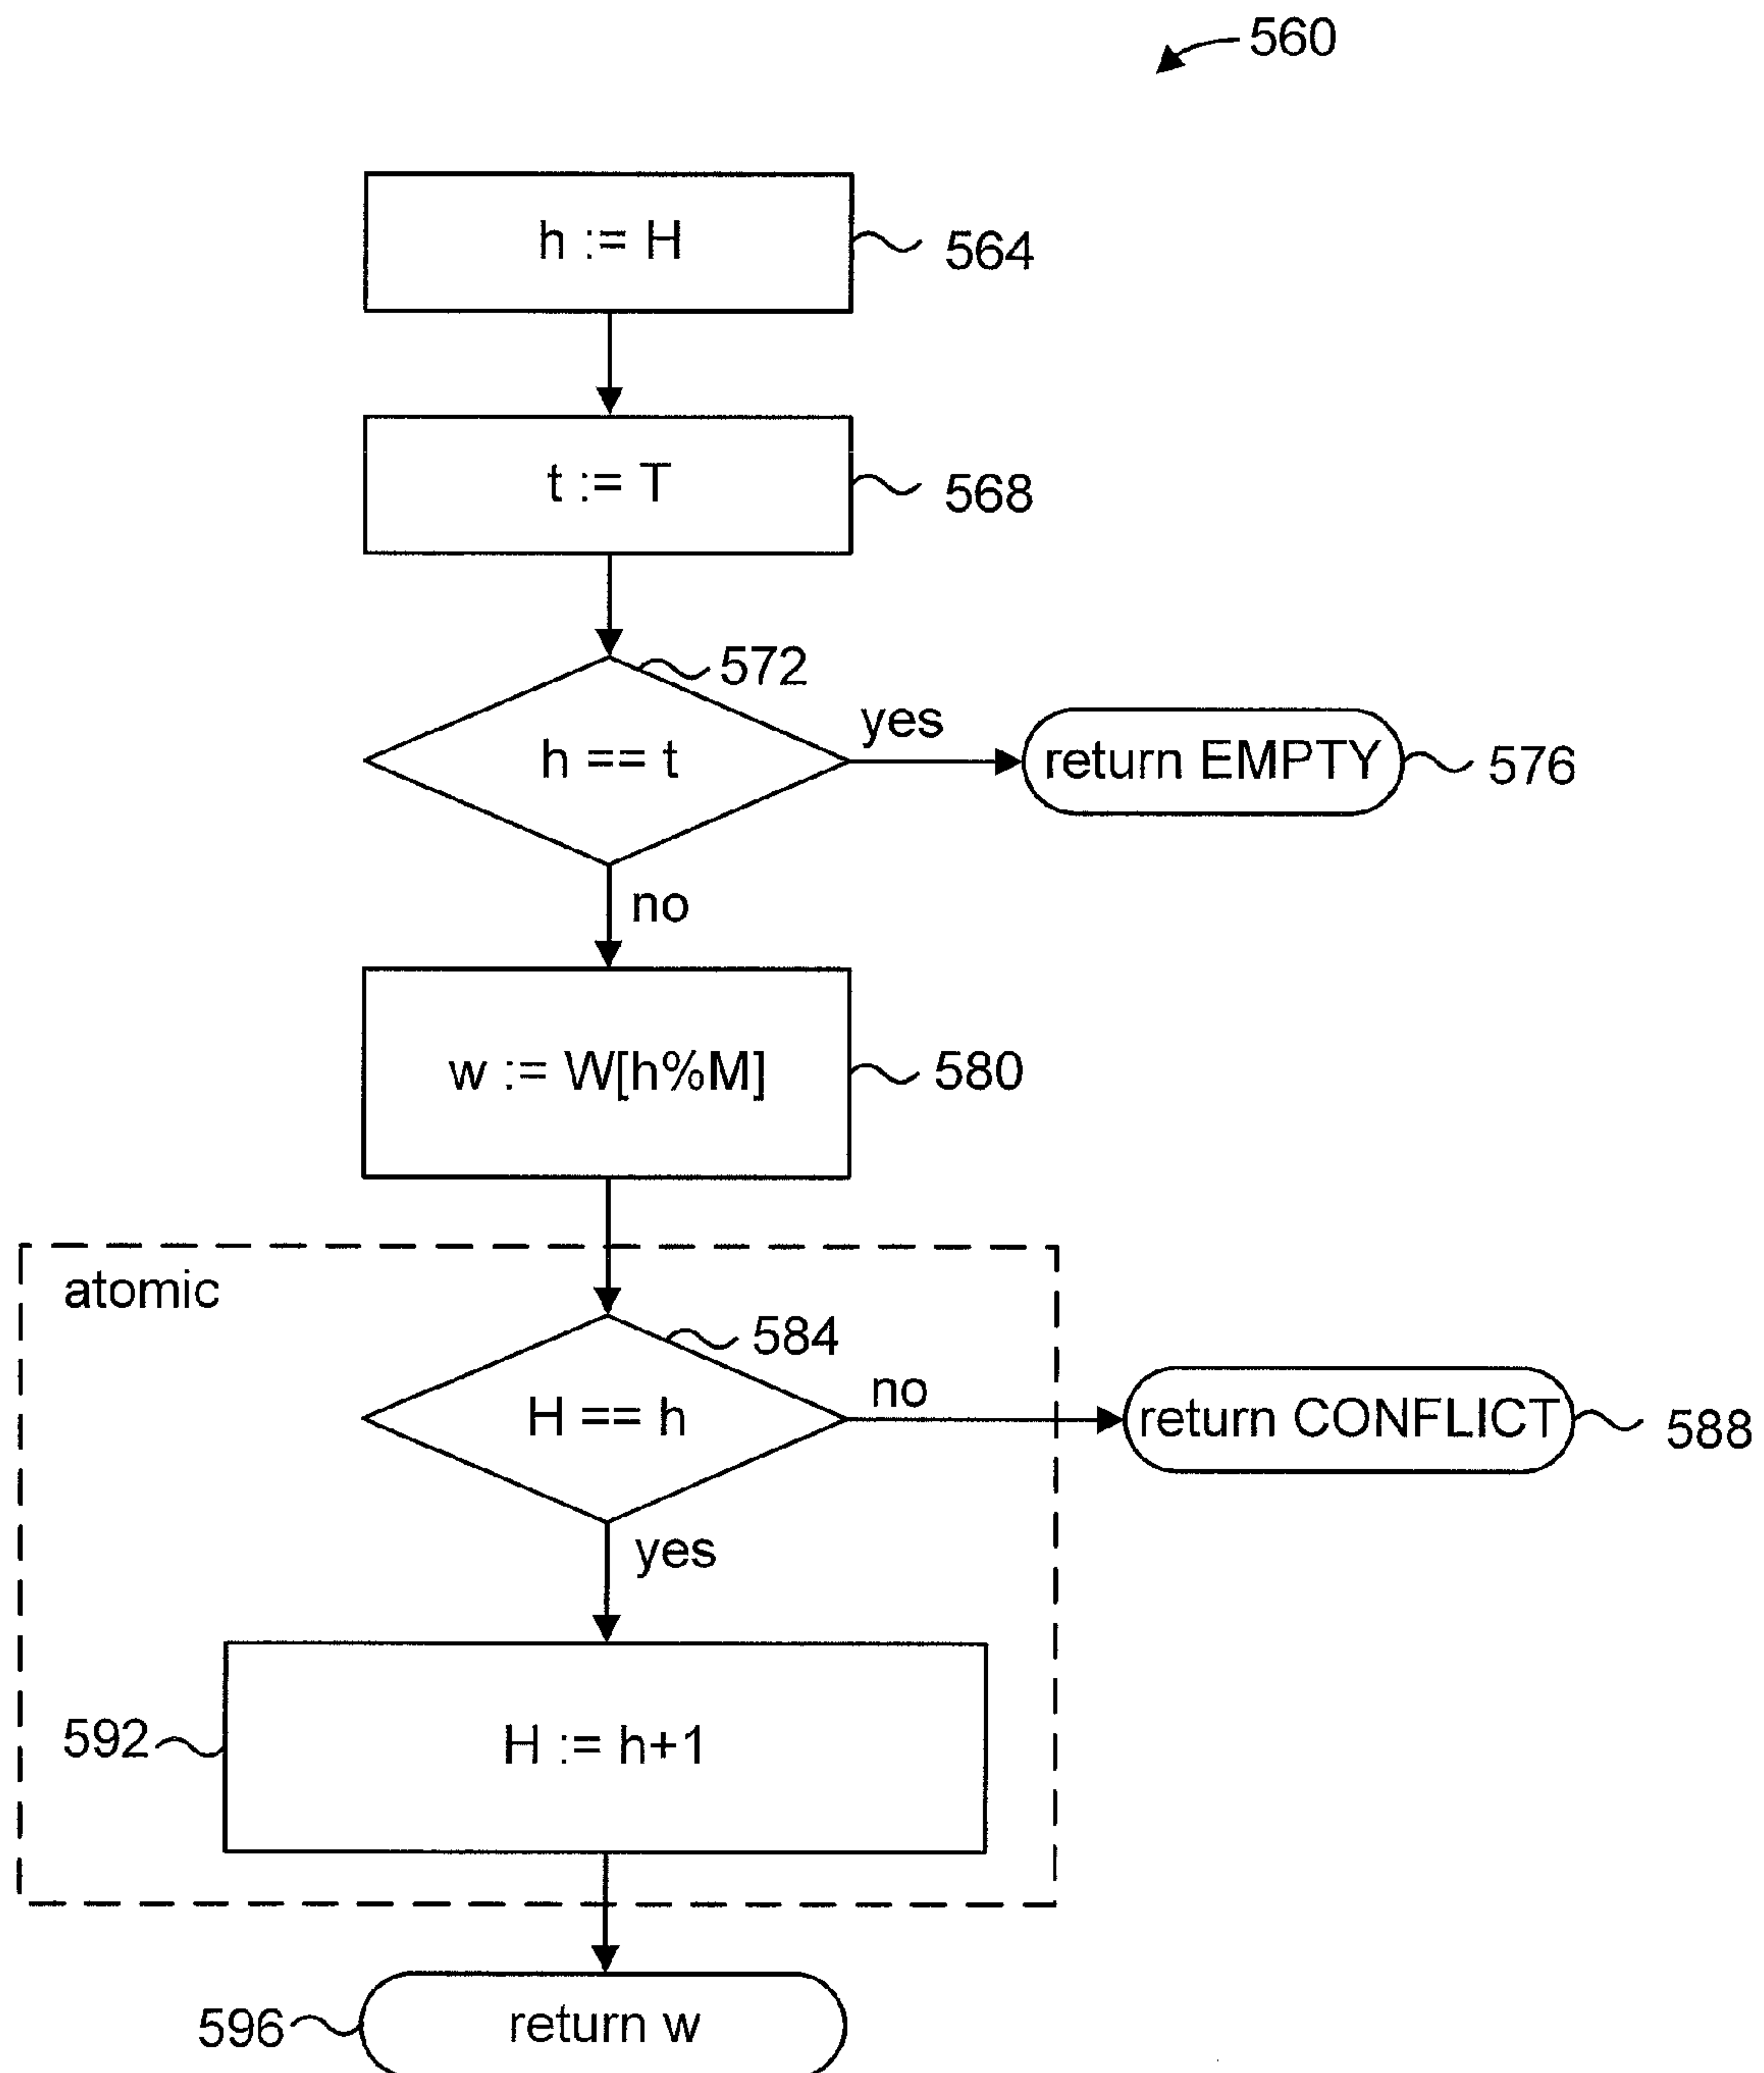 560
h := H
564
t := T
568
572
h == t
yes
return EMPTY
576
no
w := W[h%M]
580
atomic
584
H == h
no
return CONFLICT
588
yes
592
H := h+1
596
return w